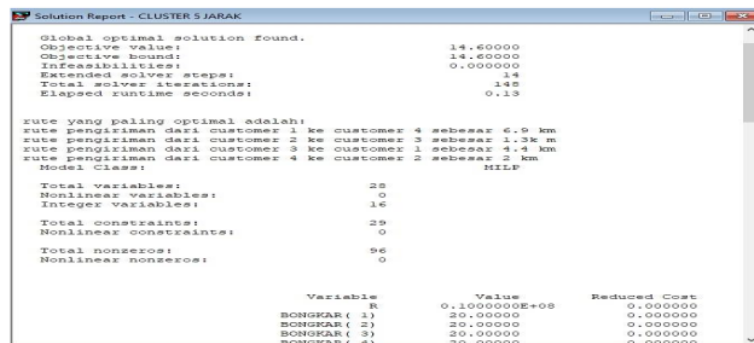 Solution Report - CLUSTER 5 JARAK
Global optimal solution found.
Objective value: 14.60000
Objective bound: 14.60000
Infeasibilities: 0.000000
Extended solver steps: 14
Total solver iterations: 148
Elapsed runtime seconds: 0.13
rute yang paling optimal adalah:
rute pengiriman dari customer 1 ke customer 4 sebesar 6.9 km
rute pengiriman dari customer 2 ke customer 3 sebesar 1.3k m
rute pengiriman dari customer 3 ke customer 1 sebesar 4.4 km
rute pengiriman dari customer 4 ke customer 2 sebesar 2 km
Model Class: MILP
Total variables: 28
Nonlinear variables: 0
Integer variables: 16
Total constraints: 29
Nonlinear constraints: 0
Total nonzeros: 96
Nonlinear nonzeros: 0
Variable Value Reduced Cost
R 0.1000000E+08 0.000000
BONGKAR( 1) 20.00000 0.000000
BONGKAR( 2) 20.00000 0.000000
BONGKAR( 3) 20.00000 0.000000
BONGKAR( 4) 20.00000 0.000000